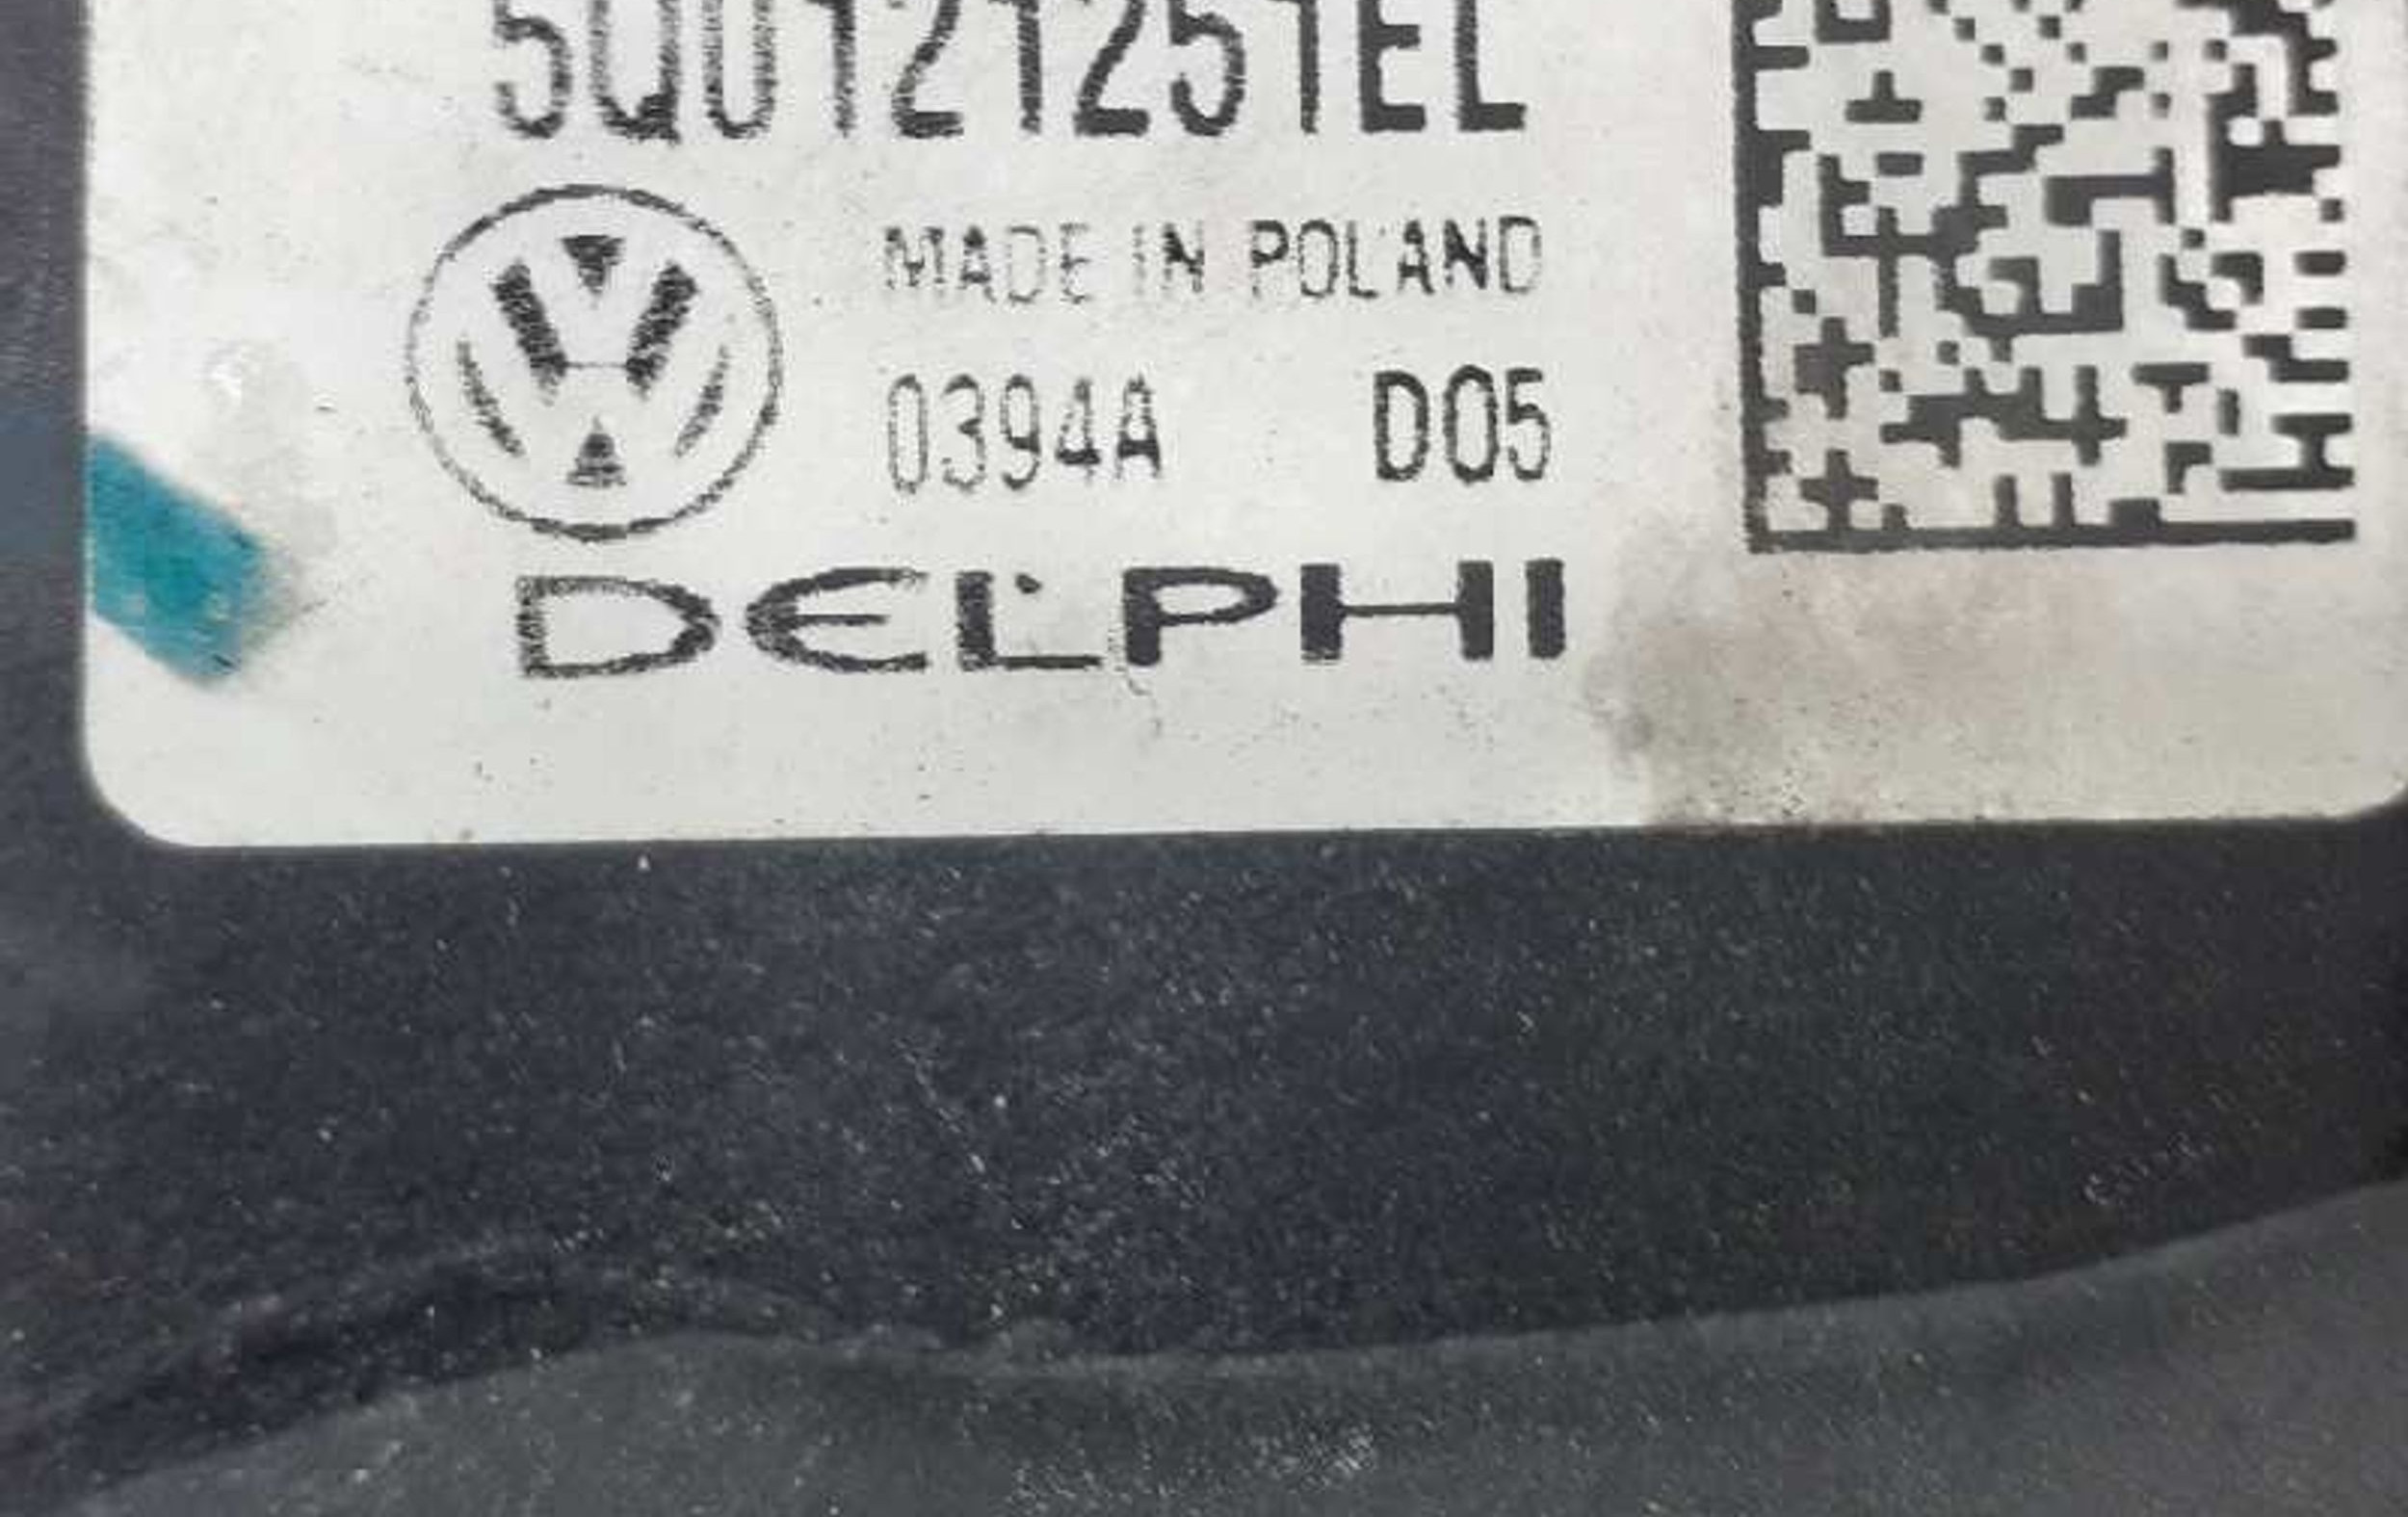 5Q0121251EL
MADE IN POLAND
0394A D05
DELPHI